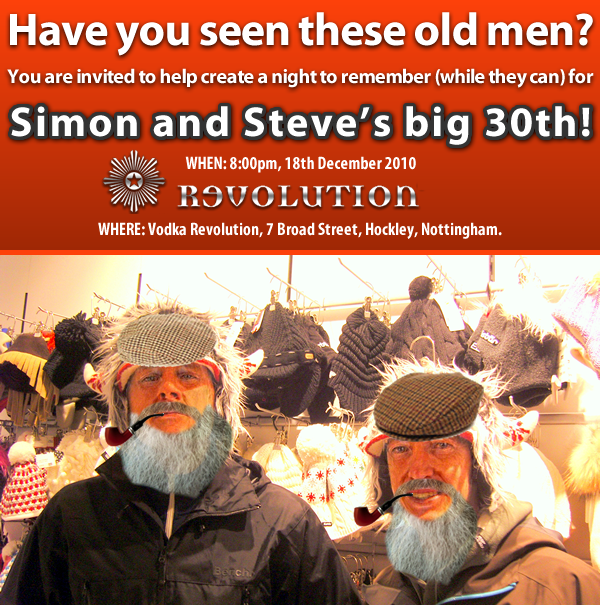 Have you seen these old men?
You are invited to help create a night to remember (while they can) for
Simon and Steve's big 30th!
WHEN: 8:00pm, 18th December 2010
REVOLUTION
WHERE: Vodka Revolution, 7 Broad Street, Hockley, Nottingham.
Bench.